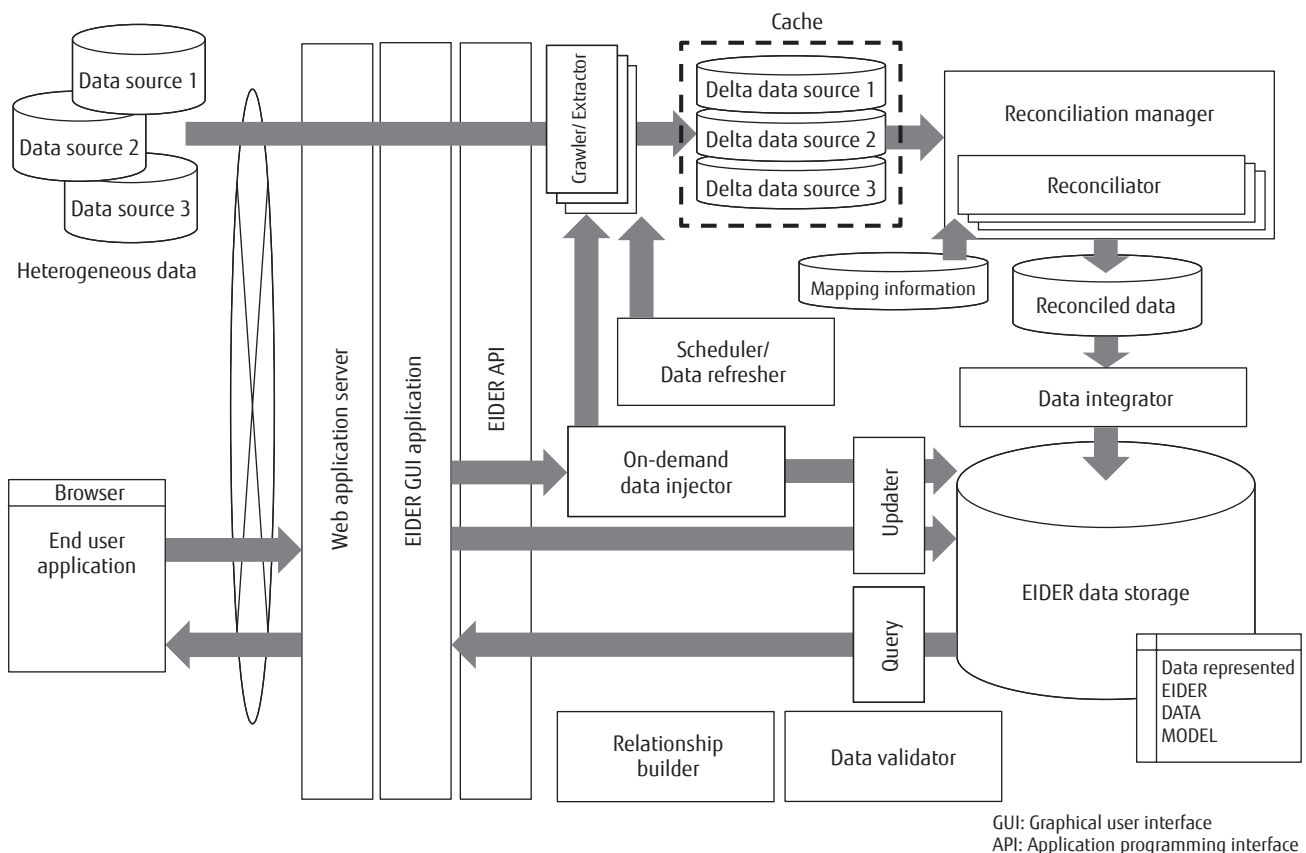 Cache
Data source 1
Data source 2
Data source 3
Heterogeneous data
Crawler/ Extractor
Delta data source 1
Delta data source 2
Delta data source 3
Reconciliation manager
Reconciliator
Mapping information
Reconciled data
Scheduler/
Data refresher
Data integrator
Web application server
EIDER GUI application
EIDER API
On-demand
data injector
Updater
Browser
End user
application
EIDER data storage
Query
Data represented
EIDER
DATA
MODEL
Relationship
builder
Data validator
GUI: Graphical user interface
API: Application programming interface